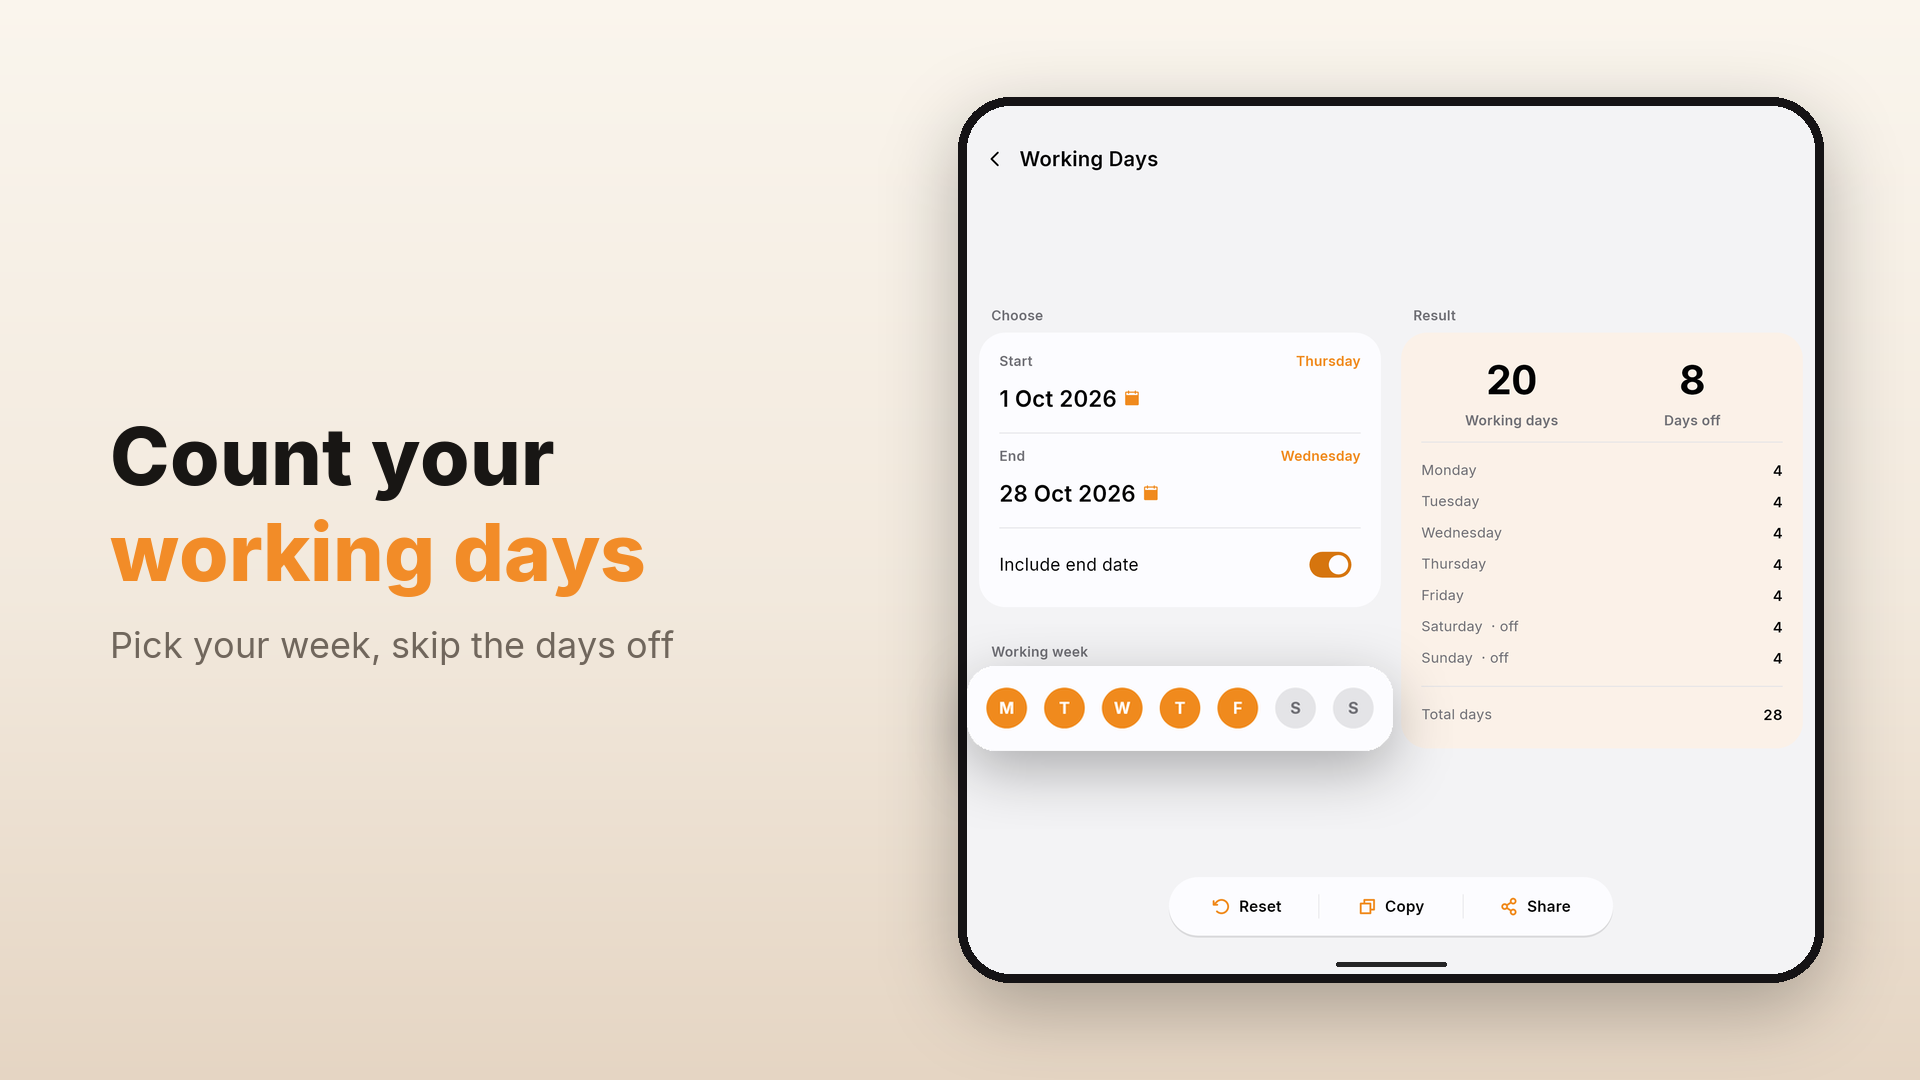 Count your
working days
Pick your week, skip the days off
Working Days
Choose
Start
Thursday
1 Oct 2026
End
Wednesday
28 Oct 2026
Include end date
Working week
M T W T F S S
Result
20 8
Working days Days off
Monday 4
Tuesday 4
Wednesday 4
Thursday 4
Friday 4
Saturday · off 4
Sunday · off 4
Total days 28
Reset Copy Share